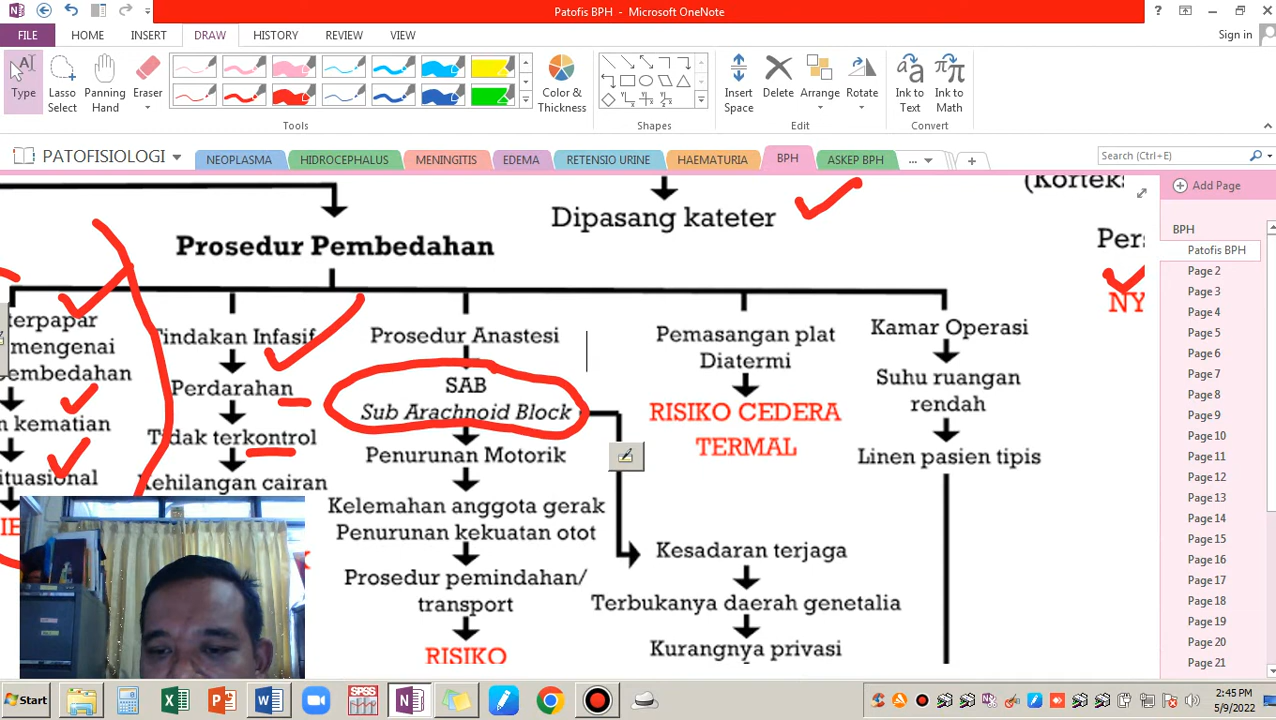 Patofis BPH - Microsoft OneNote
?
FILE
HOME
INSERT
DRAW
HISTORY
REVIEW
VIEW
Sign in
Type
Lasso
Select
Panning
Hand
Eraser
Color &
Thickness
Insert
Space
Delete
Arrange
Rotate
Ink to
Text
Ink to
Math
Tools
Shapes
Edit
Convert
PATOFISIOLOGI
NEOPLASMA
HIDROCEPHALUS
MENINGITIS
EDEMA
RETENSIO URINE
HAEMATURIA
BPH
ASKEP BPH
...
Search (Ctrl+E)
Add Page
BPH
Patofis BPH
Page 2
Page 3
Page 4
Page 5
Page 6
Page 7
Page 8
Page 9
Page 10
Page 11
Page 12
Page 13
Page 14
Page 15
Page 16
Page 17
Page 18
Page 19
Page 20
Page 21
(Korteks
Dipasang kateter
Pers
NY
Prosedur Pembedahan
terpapar
mengenai
pembedahan
n kematian
ituasional
IE
Tindakan Infasif
Perdarahan
Tidak terkontrol
Kehilangan cairan
Prosedur Anastesi
SAB
Sub Arachnoid Block
Penurunan Motorik
Kelemahan anggota gerak
Penurunan kekuatan otot
Prosedur pemindahan/
transport
RISIKO
Pemasangan plat
Diatermi
RISIKO CEDERA
TERMAL
Kesadaran terjaga
Terbukanya daerah genetalia
Kurangnya privasi
Kamar Operasi
Suhu ruangan
rendah
Linen pasien tipis
Start
SPSS
2:45 PM
5/9/2022